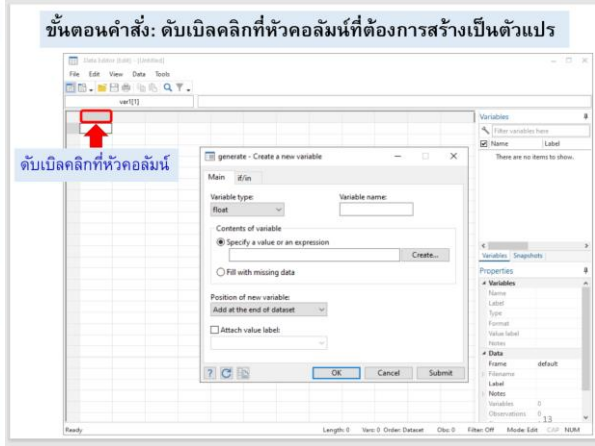 ขั้นตอนคำสั่ง: ดับเบิลคลิกที่หัวคอลัมน์ที่ต้องการสร้างเป็นตัวแปร
Data Editor (Edit) - [Untitled]
File Edit View Data Tools
var1[1]
ดับเบิลคลิกที่หัวคอลัมน์
generate - Create a new variable
Main if/in
Variable type: Variable name:
float
Contents of variable
Specify a value or an expression
Create...
Fill with missing data
Position of new variable:
Add at the end of dataset
Attach value label:
OK Cancel Submit
Variables
Filter variables here
Name Label
There are no items to show.
Variables Snapshots
Properties
Variables
Name
Label
Type
Format
Value label
Notes
Data
Frame default
Filename
Label
Notes
Variables 0
Observations 0
13
Ready Length: 0 Vars: 0 Order: Dataset Obs: 0 Filter: Off Mode: Edit CAP NUM